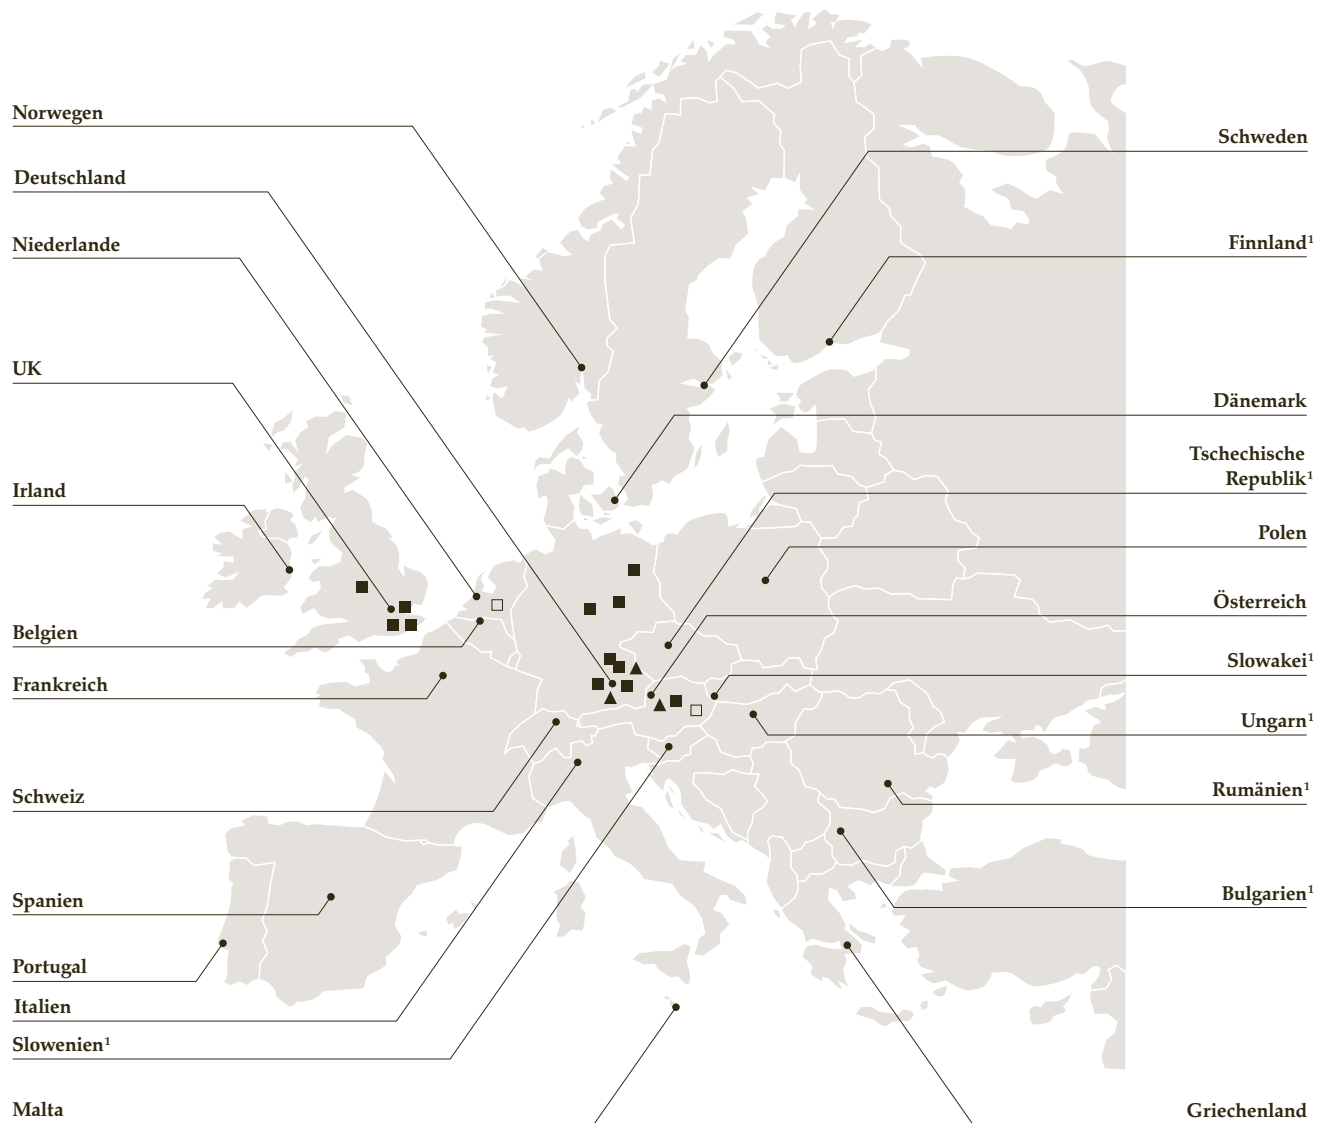 Norwegen
Schweden
Deutschland
Niederlande
Finnland¹
UK
Dänemark
Tschechische
Republik¹
Irland
Polen
Österreich
Belgien
Slowakei¹
Frankreich
Ungarn¹
Schweiz
Rumänien¹
Spanien
Bulgarien¹
Portugal
Italien
Slowenien¹
Malta
Griechenland